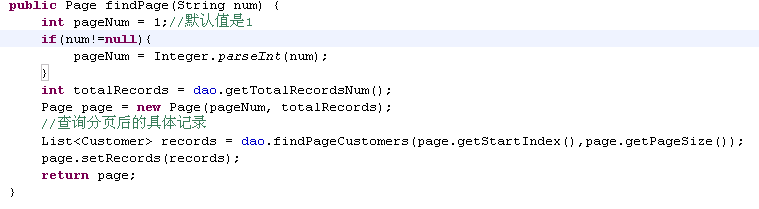 public Page findPage(String num) {
int pageNum = 1;//默认值是1
if(num!=null){
pageNum = Integer.parseInt(num);
}
int totalRecords = dao.getTotalRecordsNum();
Page page = new Page(pageNum, totalRecords);
//查询分页后的具体记录
List<Customer> records = dao.findPageCustomers(page.getStartIndex(),page.getPageSize());
page.setRecords(records);
return page;
}